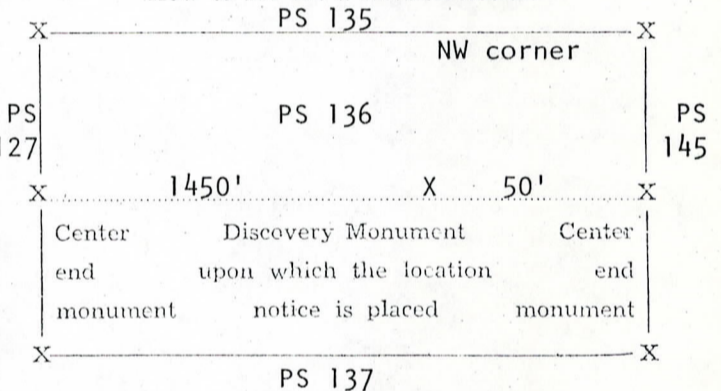 PS 135
X X
NW corner
PS PS 136 PS
127 145
X 1450' X 50' X
Center Discovery Monument Center
end upon which the location end
monument notice is placed monument
X X
PS 137